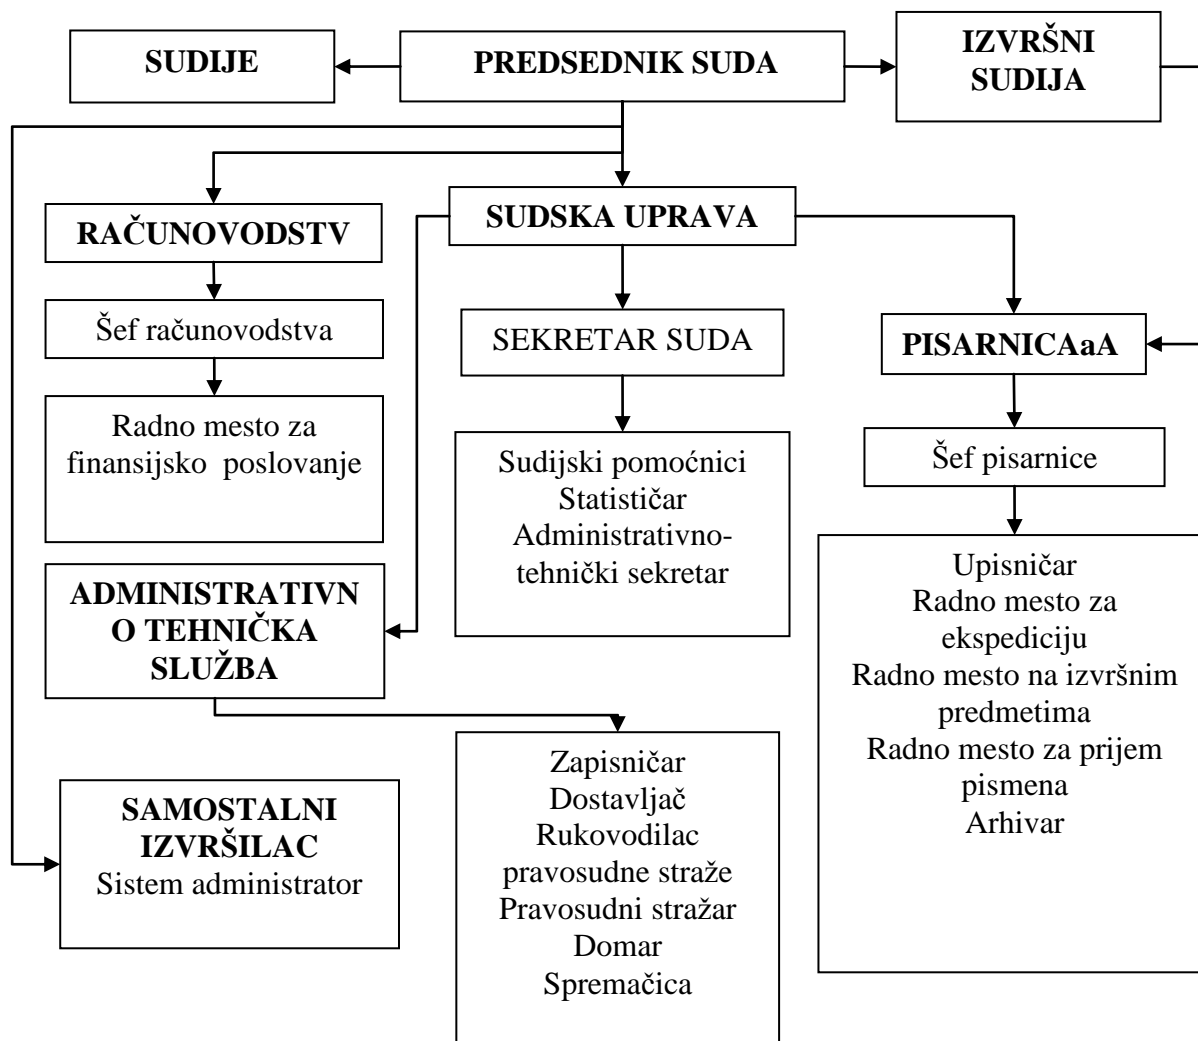 SUDIJE
PREDSEDNIK SUDA
IZVRŠNI
SUDIJA
RAČUNOVODSTV
SUDSKA UPRAVA
Šef računovodstva
SEKRETAR SUDA
PISARNICAaA
Radno mesto za
finansijsko poslovanje
Sudijski pomoćnici
Statističar
Administrativno-
tehnički sekretar
Šef pisarnice
ADMINISTRATIVN
O TEHNIČKA
SLUŽBA
Upisničar
Radno mesto za
ekspediciju
Radno mesto na izvršnim
predmetima
Radno mesto za prijem
pismena
Arhivar
SAMOSTALNI
IZVRŠILAC
Sistem administrator
Zapisničar
Dostavljač
Rukovodilac
pravosudne straže
Pravosudni stražar
Domar
Spremačica